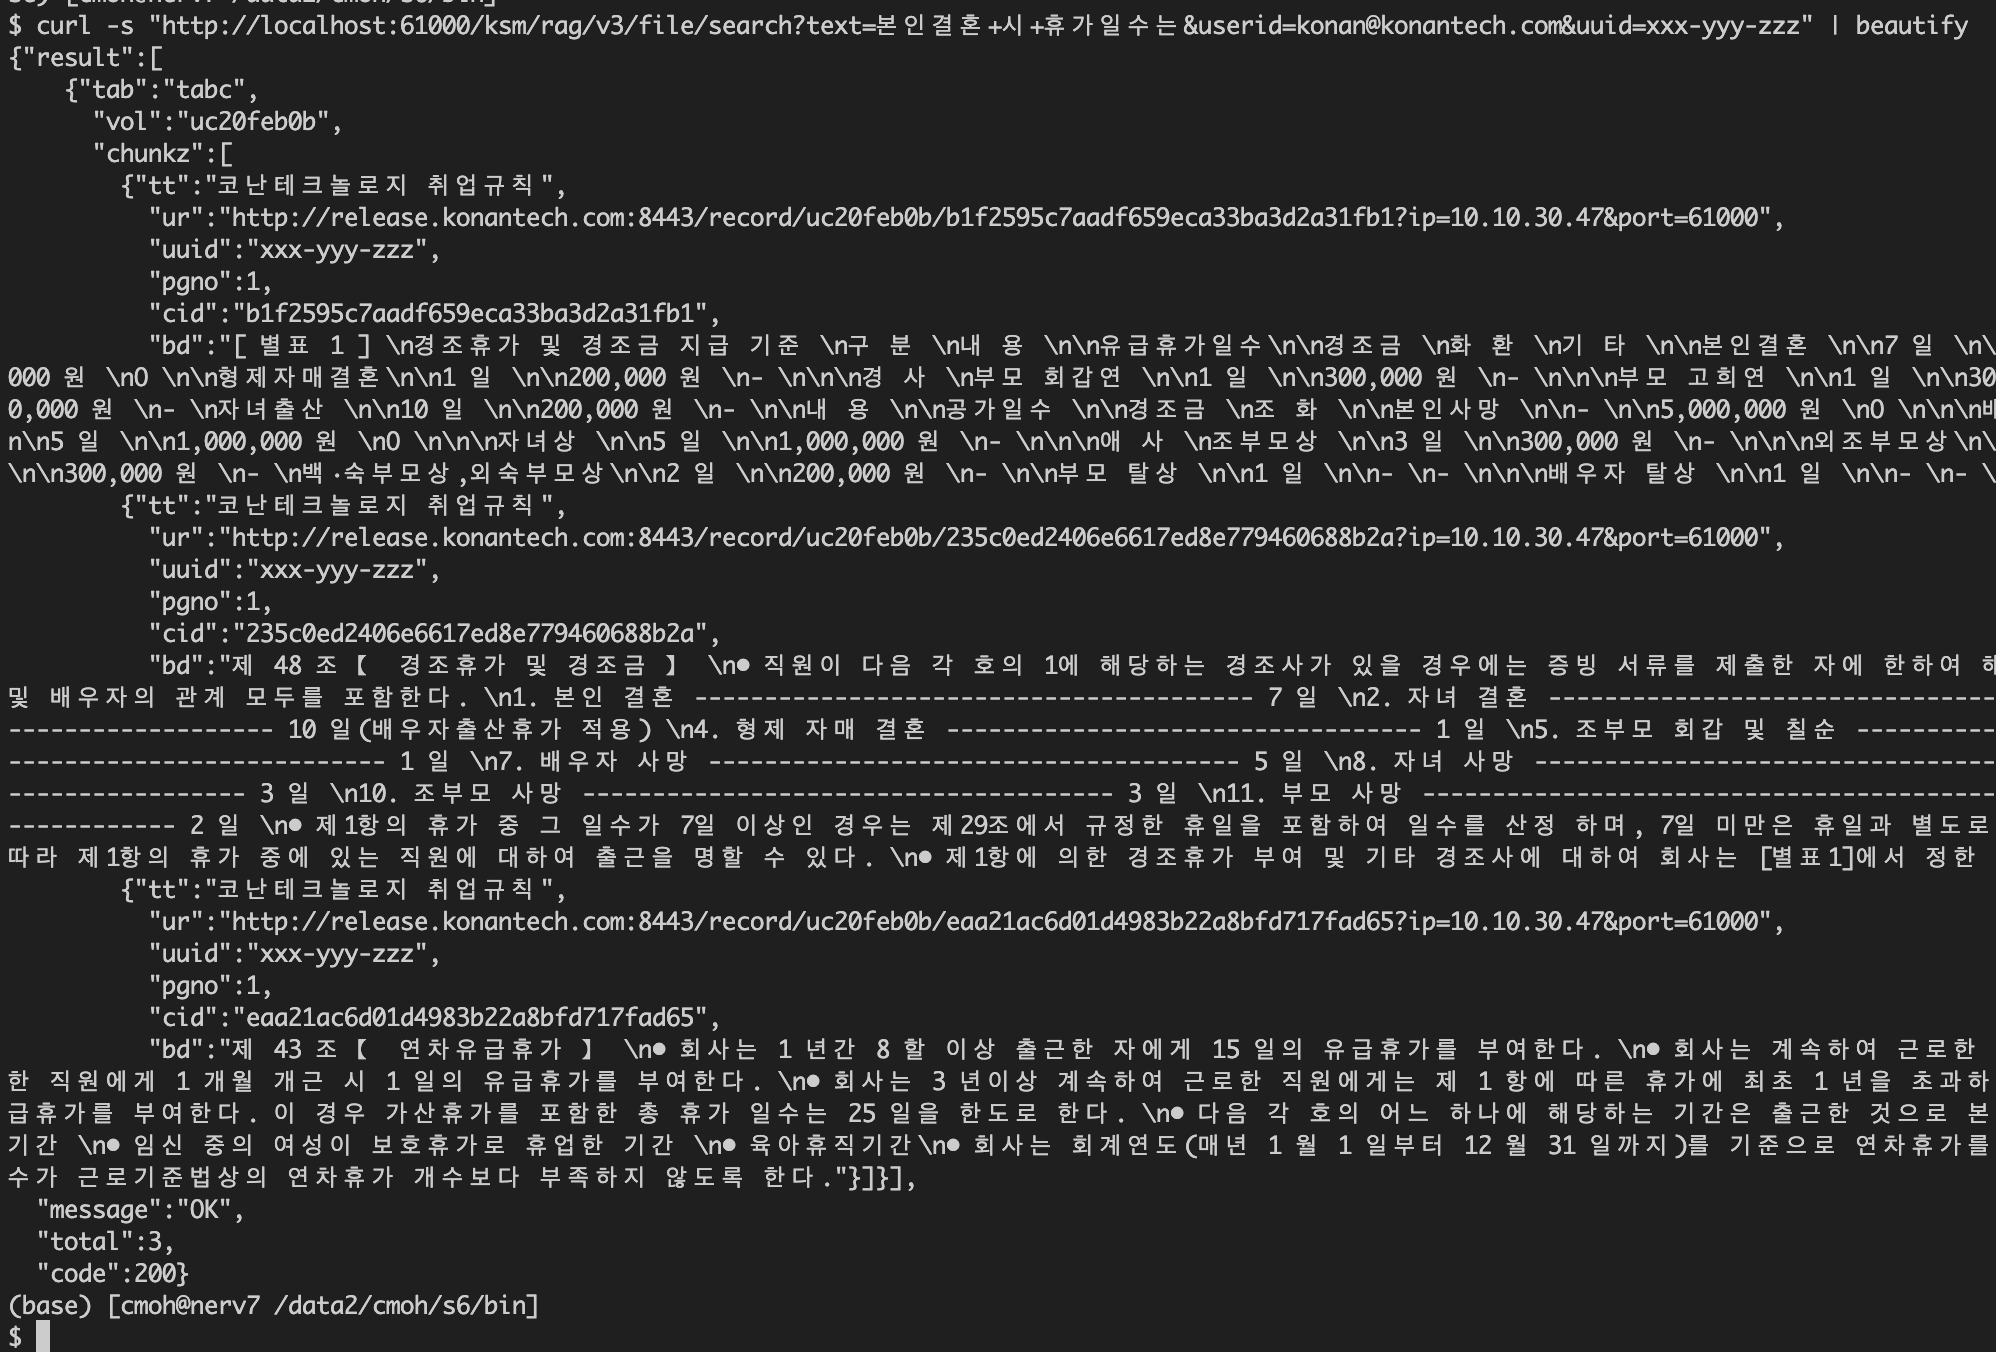 $ curl -s "http://localhost:61000/ksm/rag/v3/file/search?text=본인결혼+시+휴가일수는&userid=konan@konantech.com&uuid=xxx-yyy-zzz" | beautify
{"result":[
    {"tab":"tabc",
      "vol":"uc20feb0b",
      "chunkz":[
        {"tt":"코난테크놀로지 취업규칙",
          "ur":"http://release.konantech.com:8443/record/uc20feb0b/b1f2595c7aadf659eca33ba3d2a31fb1?ip=10.10.30.47&port=61000",
          "uuid":"xxx-yyy-zzz",
          "pgno":1,
          "cid":"b1f2595c7aadf659eca33ba3d2a31fb1",
          "bd":"[ 별표 1 ] \n경조휴가 및 경조금 지급 기준 \n구 분 \n내 용 \n\n유급휴가일수\n\n경조금 \n화 환 \n기 타 \n\n본인결혼 \n\n7 일 \n\
000 원 \nO \n\n형제자매결혼\n\n1 일 \n\n200,000 원 \n- \n\n\n경 사 \n부모 회갑연 \n\n1 일 \n\n300,000 원 \n- \n\n\n부모 고희연 \n\n1 일 \n\n30
0,000 원 \n- \n자녀출산 \n\n10 일 \n\n200,000 원 \n- \n\n내 용 \n\n공가일수 \n\n경조금 \n조 화 \n\n본인사망 \n\n- \n\n5,000,000 원 \nO \n\n\n배
n\n5 일 \n\n1,000,000 원 \nO \n\n\n자녀상 \n\n5 일 \n\n1,000,000 원 \n- \n\n\n애 사 \n조부모상 \n\n3 일 \n\n300,000 원 \n- \n\n\n외조부모상\n\
\n\n300,000 원 \n- \n백·숙부모상,외숙부모상\n\n2 일 \n\n200,000 원 \n- \n\n부모 탈상 \n\n1 일 \n\n- \n- \n\n\n배우자 탈상 \n\n1 일 \n\n- \n- \
        {"tt":"코난테크놀로지 취업규칙",
          "ur":"http://release.konantech.com:8443/record/uc20feb0b/235c0ed2406e6617ed8e779460688b2a?ip=10.10.30.47&port=61000",
          "uuid":"xxx-yyy-zzz",
          "pgno":1,
          "cid":"235c0ed2406e6617ed8e779460688b2a",
          "bd":"제 48 조【 경조휴가 및 경조금 】 \n● 직원이 다음 각 호의 1에 해당하는 경조사가 있을 경우에는 증빙 서류를 제출한 자에 한하여
및 배우자의 관계 모두를 포함한다. \n1. 본인 결혼 ---------------------------------------- 7 일 \n2. 자녀 결혼 --------------------------------
------------------- 10 일(배우자출산휴가 적용) \n4. 형제 자매 결혼 ---------------------------------- 1 일 \n5. 조부모 회갑 및 칠순 ----------
--------------------------- 1 일 \n7. 배우자 사망 -------------------------------------- 5 일 \n8. 자녀 사망 ---------------------------------
----------------- 3 일 \n10. 조부모 사망 -------------------------------------- 3 일 \n11. 부모 사망 -----------------------------------------
------------ 2 일 \n● 제1항의 휴가 중 그 일수가 7일 이상인 경우는 제29조에서 규정한 휴일을 포함하여 일수를 산정 하며, 7일 미만은 휴일과 별도로
따라 제1항의 휴가 중에 있는 직원에 대하여 출근을 명할 수 있다. \n● 제1항에 의한 경조휴가 부여 및 기타 경조사에 대하여 회사는 [별표1]에서 정한
        {"tt":"코난테크놀로지 취업규칙",
          "ur":"http://release.konantech.com:8443/record/uc20feb0b/eaa21ac6d01d4983b22a8bfd717fad65?ip=10.10.30.47&port=61000",
          "uuid":"xxx-yyy-zzz",
          "pgno":1,
          "cid":"eaa21ac6d01d4983b22a8bfd717fad65",
          "bd":"제 43 조【 연차유급휴가 】 \n● 회사는 1 년간 8 할 이상 출근한 자에게 15 일의 유급휴가를 부여한다. \n● 회사는 계속하여 근로한
한 직원에게 1 개월 개근 시 1 일의 유급휴가를 부여한다. \n● 회사는 3 년이상 계속하여 근로한 직원에게는 제 1 항에 따른 휴가에 최초 1 년을 초과하
급휴가를 부여한다. 이 경우 가산휴가를 포함한 총 휴가 일수는 25 일을 한도로 한다. \n● 다음 각 호의 어느 하나에 해당하는 기간은 출근한 것으로 본
기간 \n● 임신 중의 여성이 보호휴가로 휴업한 기간 \n● 육아휴직기간\n● 회사는 회계연도(매년 1 월 1 일부터 12 월 31 일까지)를 기준으로 연차휴가를
수가 근로기준법상의 연차휴가 개수보다 부족하지 않도록 한다."}]}],
  "message":"OK",
  "total":3,
  "code":200}
(base) [cmoh@nerv7 /data2/cmoh/s6/bin]
$